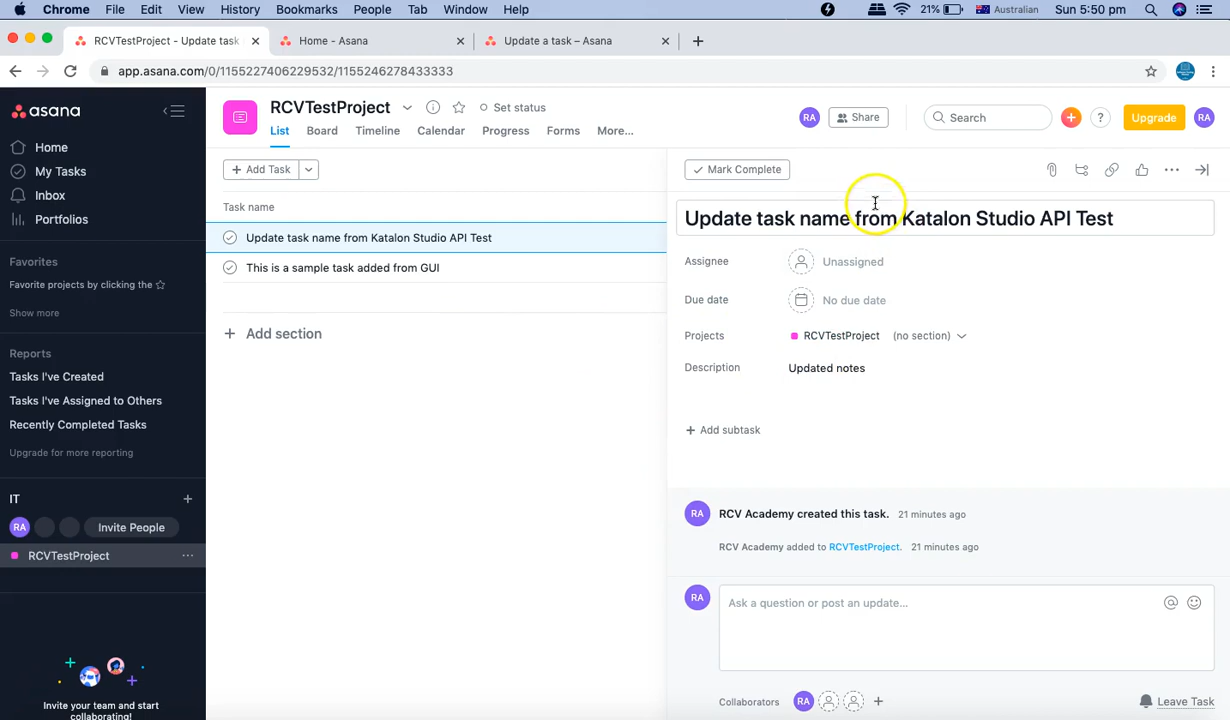 Chrome File Edit View History Bookmarks People Tab Window Help 21% Australian Sun 5:50 pm
RCVTestProject - Update task Home - Asana Update a task – Asana
app.asana.com/0/1155227406229532/1155246278433333
asana
Home
My Tasks
Inbox
Portfolios
Favorites
Favorite projects by clicking the
Show more
Reports
Tasks I've Created
Tasks I've Assigned to Others
Recently Completed Tasks
Upgrade for more reporting
IT
RA Invite People
RCVTestProject
Invite your team and start
collaborating!
RCVTestProject Set status
List Board Timeline Calendar Progress Forms More...
RA Share Search Upgrade RA
Add Task
Task name
Update task name from Katalon Studio API Test
This is a sample task added from GUI
Add section
Mark Complete
Update task name from Katalon Studio API Test
Assignee Unassigned
Due date No due date
Projects RCVTestProject (no section)
Description Updated notes
Add subtask
RA RCV Academy created this task. 21 minutes ago
RCV Academy added to RCVTestProject. 21 minutes ago
RA Ask a question or post an update...
Collaborators RA Leave Task